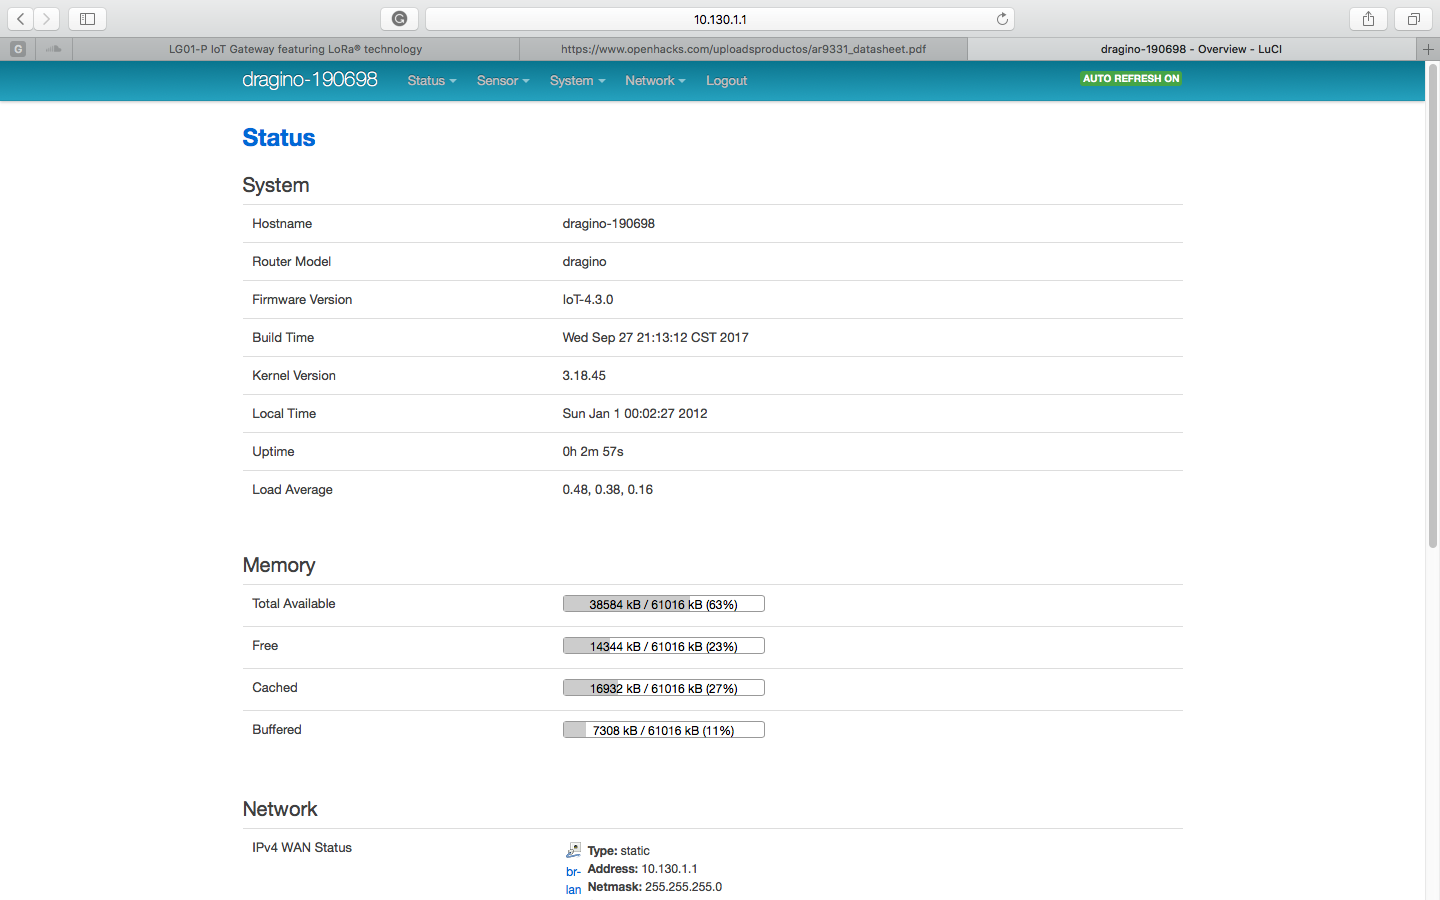 10.130.1.1
G
LG01-P IoT Gateway featuring LoRa® technology
https://www.openhacks.com/uploadsproductos/ar9331_datasheet.pdf
dragino-190698 - Overview - LuCI
dragino-190698 Status Sensor System Network Logout AUTO REFRESH ON
Status
System
Hostname dragino-190698
Router Model dragino
Firmware Version IoT-4.3.0
Build Time Wed Sep 27 21:13:12 CST 2017
Kernel Version 3.18.45
Local Time Sun Jan 1 00:02:27 2012
Uptime 0h 2m 57s
Load Average 0.48, 0.38, 0.16
Memory
Total Available 38584 kB / 61016 kB (63%)
Free 14344 kB / 61016 kB (23%)
Cached 16932 kB / 61016 kB (27%)
Buffered 7308 kB / 61016 kB (11%)
Network
IPv4 WAN Status Type: static
br- Address: 10.130.1.1
lan Netmask: 255.255.255.0